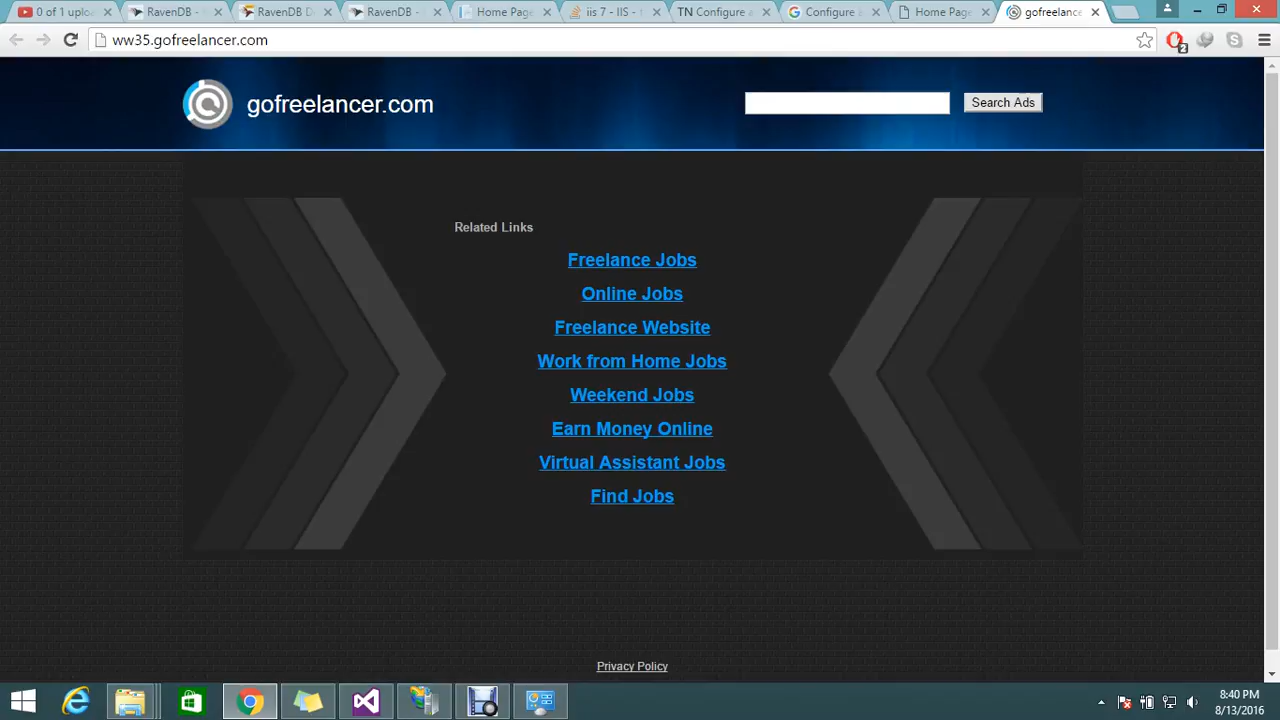 0 of 1 uplo
RavenDB -
RavenDB D
RavenDB -
Home Page
iis 7 - IIS -
TN Configure a
Configure
Home Page
gofreelance
ww35.gofreelancer.com
2
gofreelancer.com
Search Ads
Related Links
Freelance Jobs
Online Jobs
Freelance Website
Work from Home Jobs
Weekend Jobs
Earn Money Online
Virtual Assistant Jobs
Find Jobs
Privacy Policy
8:40 PM
8/13/2016